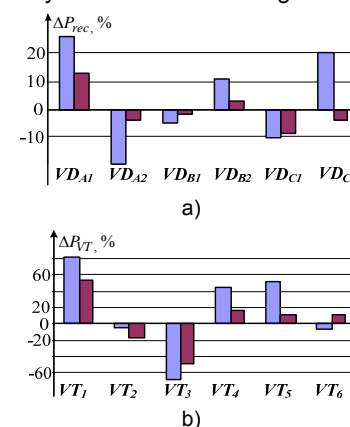 ΔP_rec, %
20
10
0
-10
VD_A1 VD_A2 VD_B1 VD_B2 VD_C1 VD_C
a)
ΔP_VT, %
60
20
0
-20
-60
VT_1 VT_2 VT_3 VT_4 VT_5 VT_6
b)